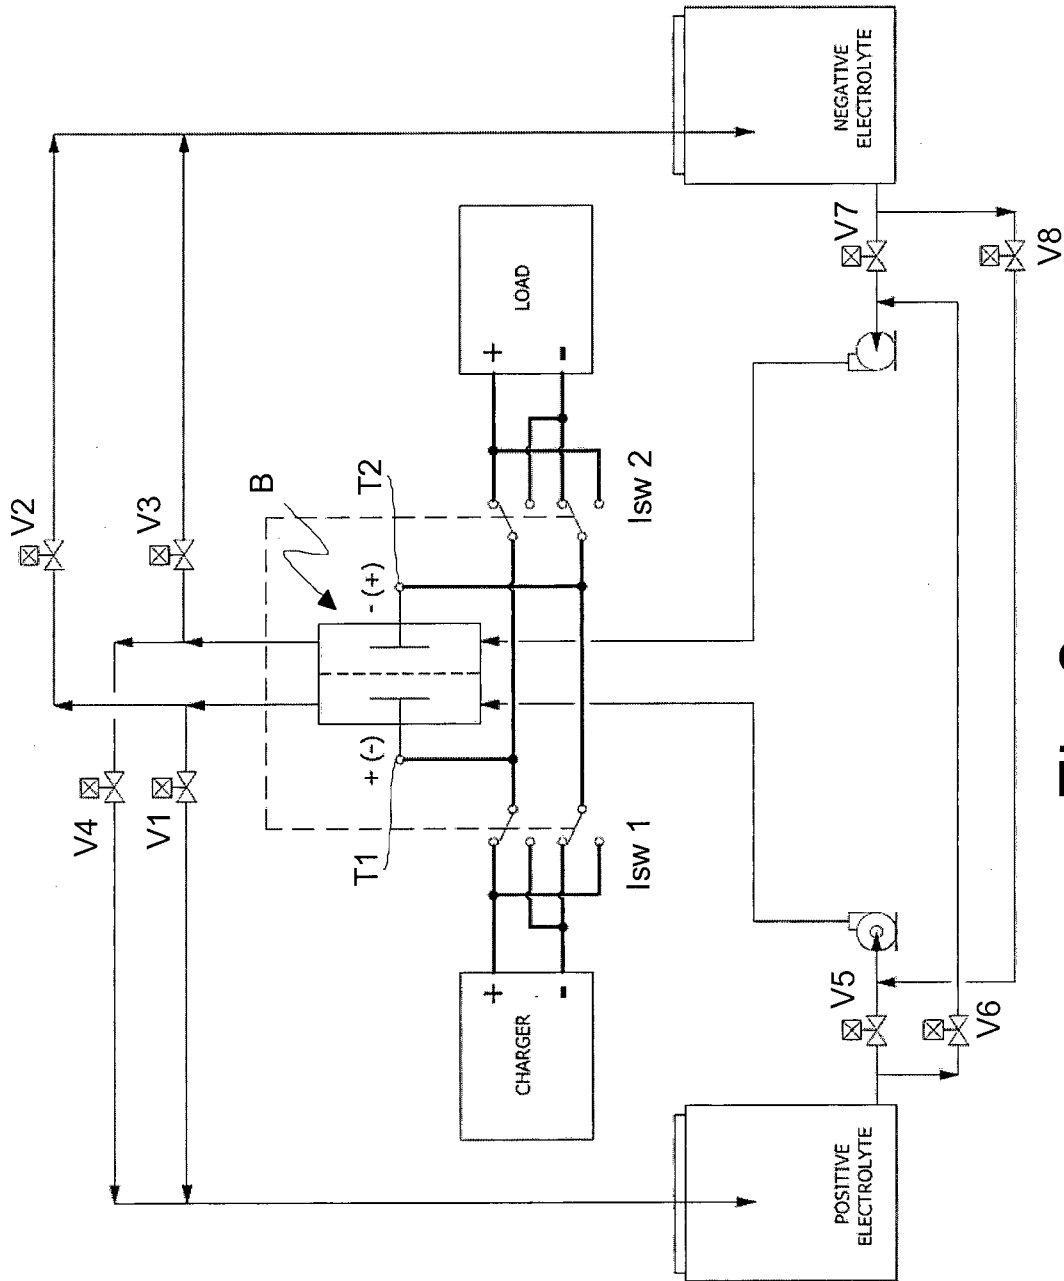 V2
V3
V4
V1
B
T2
- (+)
+ (-)
T1
LOAD
+
-
CHARGER
+
-
Isw 2
Isw 1
NEGATIVE
ELECTROLYTE
POSITIVE
ELECTROLYTE
V7
V8
V5
V6